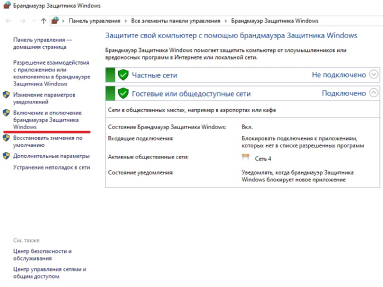 Брандмауэр Защитника Windows
Панель управления › Все элементы панели управления › Брандмауэр Защитника Windows
Панель управления —
домашняя страница
Разрешение взаимодействия
с приложением или
компонентом в брандмауэре
Защитника Windows
Изменение параметров
уведомлений
Включение и отключение
брандмауэра Защитника
Windows
Восстановить значения по
умолчанию
Дополнительные параметры
Устранение неполадок в сети
Защитите свой компьютер с помощью брандмауэра Защитника Windows
Брандмауэр Защитника Windows помогает защитить компьютер от злоумышленников или
вредоносных программ в Интернете или локальной сети.
Частные сети Не подключено
Гостевые или общедоступные сети Подключено
Сети в общественных местах, например в аэропортах или кафе
Состояние Брандмауэр Защитника Windows: Вкл.
Входящие подключения: Блокировать подключения к приложениям,
которых нет в списке разрешенных программ
Активные общественные сети: Сеть 4
Состояние уведомления: Уведомлять, когда брандмауэр Защитника
Windows блокирует новое приложение
См. также
Центр безопасности и
обслуживания
Центр управления сетями и
общим доступом